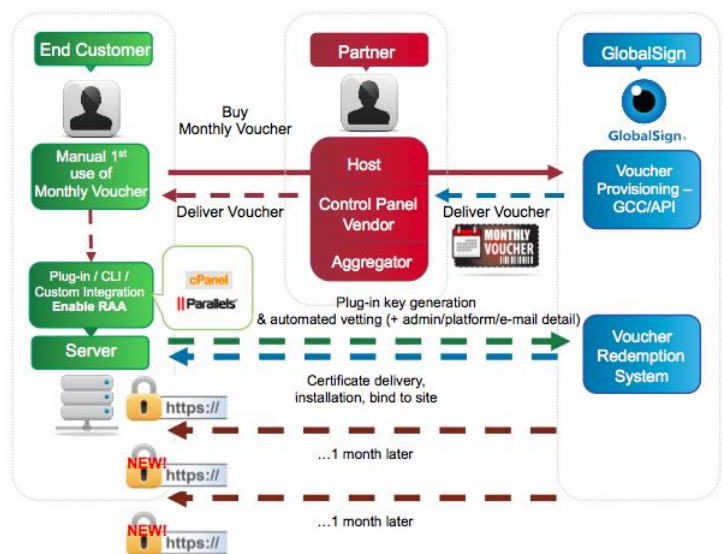 End Customer
Partner
GlobalSign
Buy
Monthly Voucher
GlobalSign®
Manual 1st
use of
Monthly Voucher
Host
Control Panel
Vendor
Aggregator
Voucher
Provisioning –
GCC/API
Deliver Voucher
Deliver Voucher
MONTHLY
VOUCHER
Plug-in / CLI /
Custom Integration
Enable RAA
cPanel
Parallels®
Plug-in key generation
& automated vetting (+ admin/platform/e-mail detail)
Server
Voucher
Redemption
System
Certificate delivery,
installation, bind to site
https://
…1 month later
NEW!
https://
…1 month later
NEW!
https://